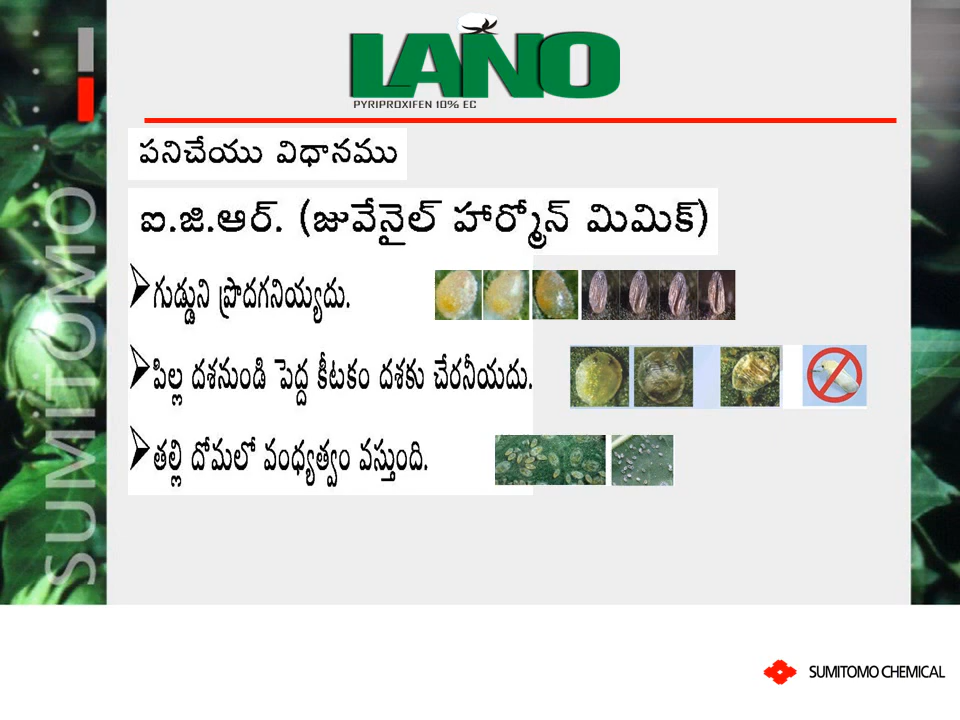 LANO
PYRIPROXIFEN 10% EC
పనిచేయు విధానము
ఐ.జి.ఆర్. (జువేనైల్ హార్మోన్ మిమిక్)
గుడ్డుని ప్రొదగనియ్యదు.
పిల్ల దశనుండి పెద్ద కీటకం దశకు చేరనీయదు.
తల్లి దోమలో వంధ్యత్వం వస్తుంది.
SUMITOMO
SUMITOMO CHEMICAL